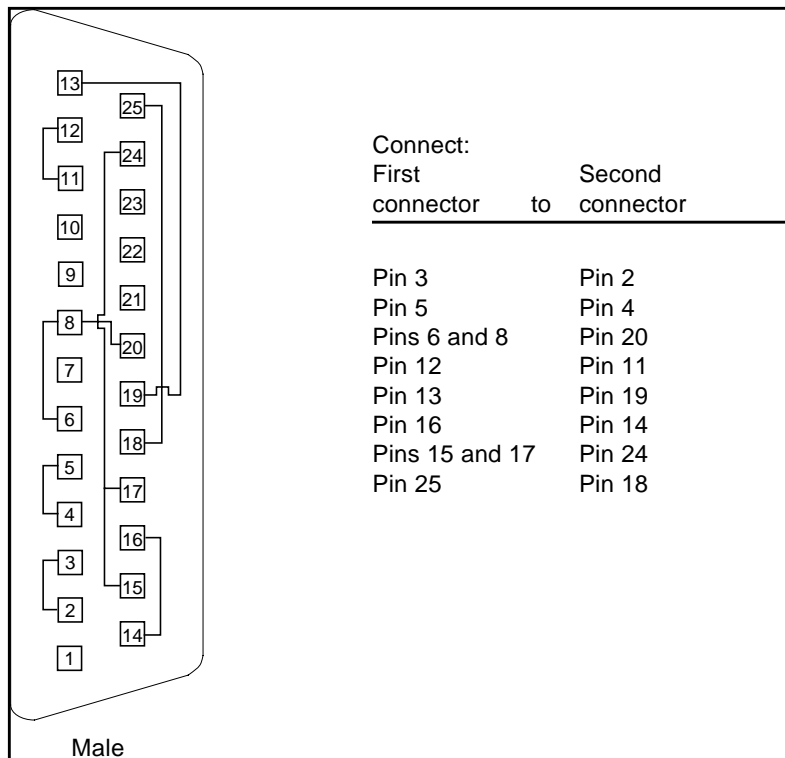 13
25
12
24
11
23
10
22
9
21
8
20
7
19
6
18
5
17
4
16
3
15
2
14
1
Male
Connect:
First Second
connector to connector
Pin 3 Pin 2
Pin 5 Pin 4
Pins 6 and 8 Pin 20
Pin 12 Pin 11
Pin 13 Pin 19
Pin 16 Pin 14
Pins 15 and 17 Pin 24
Pin 25 Pin 18